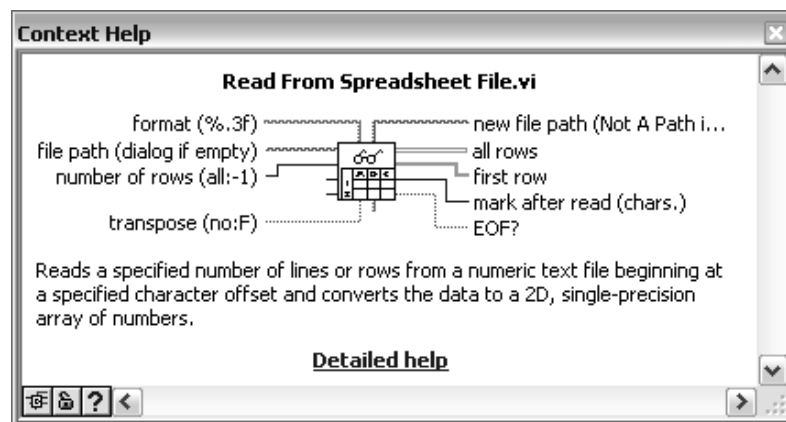 Context Help
Read From Spreadsheet File.vi
format (%.3f)
new file path (Not A Path i...
file path (dialog if empty)
all rows
number of rows (all:-1)
first row
mark after read (chars.)
transpose (no:F)
EOF?
Reads a specified number of lines or rows from a numeric text file beginning at
a specified character offset and converts the data to a 2D, single-precision
array of numbers.
Detailed help
?